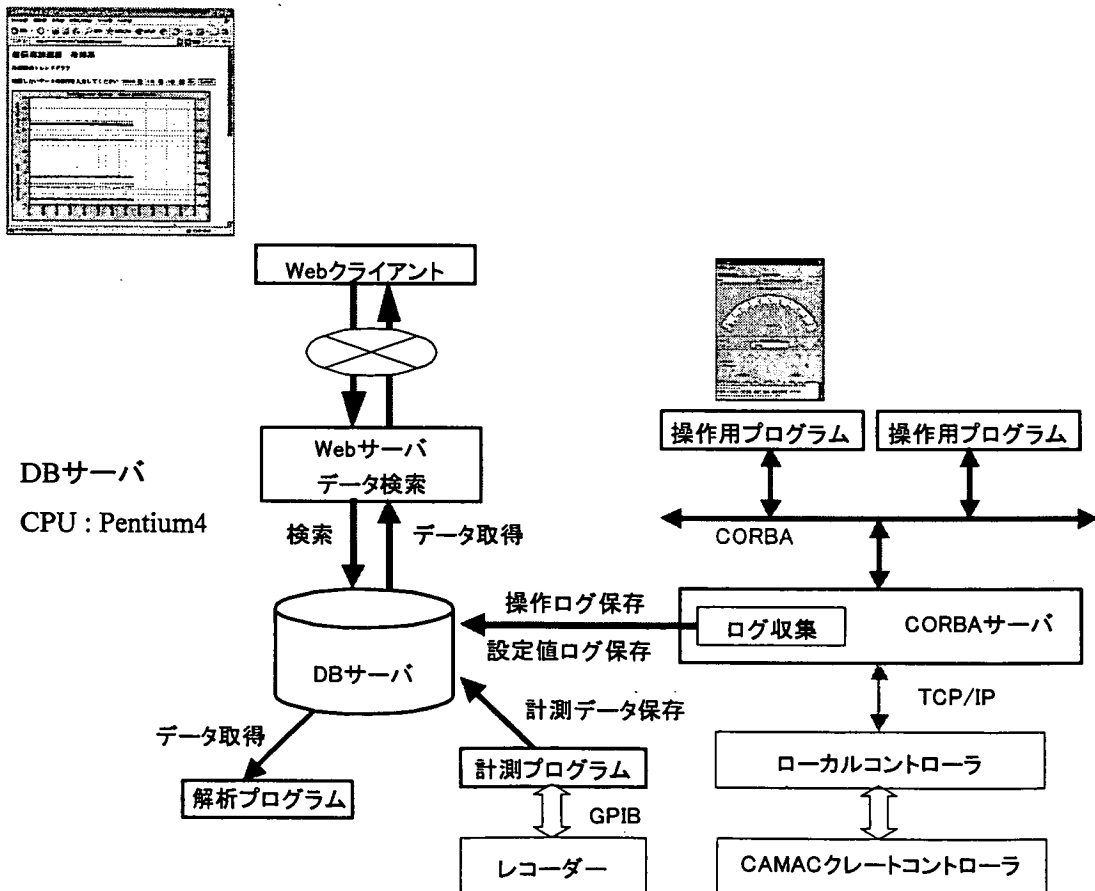 Webクライアント
Webサーバ
データ検索
DBサーバ
CPU : Pentium4
検索
データ取得
操作用プログラム
操作用プログラム
CORBA
操作ログ保存
設定値ログ保存
ログ収集
CORBAサーバ
DBサーバ
TCP/IP
計測データ保存
データ取得
解析プログラム
計測プログラム
GPIB
レコーダー
ローカルコントローラ
CAMACクレートコントローラ